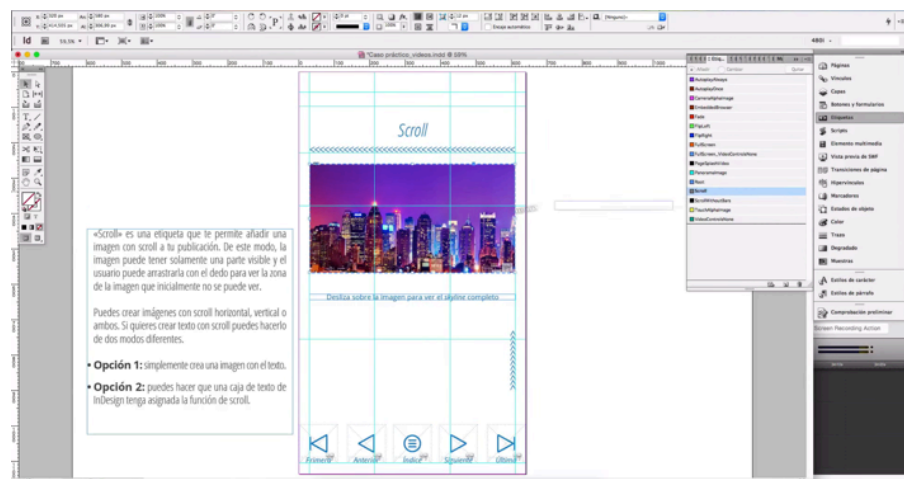 Id
59,5%
480i
*Caso práctico_videos.indd @ 59%
Quitar
AutoplayAlways
AutoplayOnce
CameraAlphaImage
EmbeddedBrowser
Fade
FlipLeft
FlipRight
FullScreen
FullScreen_VideoControlsNone
PageSplashVideo
PanoramaImage
Scroll
ScrollWithoutBars
TouchAlphaImage
VideoControlsNone
Páginas
Vínculos
Capas
Botones y formularios
Etiquetas
Scripts
Elemento multimedia
Vista previa de SWF
Transiciones de página
Hipervínculos
Marcadores
Estilos de objeto
Color
Trazo
Degradado
Muestras
Estilos de carácter
Estilos de párrafo
Comprobación preliminar
Screen Recording Action
Scroll
«Scroll» es una etiqueta que te permite añadir una
imagen con scroll a tu publicación. De este modo, la
imagen puede tener solamente una parte visible y el
usuario puede arrastrarla con el dedo para ver la zona
de la imagen que inicialmente no se puede ver.
Puedes crear imágenes con scroll horizontal, vertical o
ambos. Si quieres crear texto con scroll puedes hacerlo
de dos modos diferentes.
• Opción 1: simplemente crea una imagen con el texto.
• Opción 2: puedes hacer que una caja de texto de
InDesign tenga asignada la función de scroll.
Desliza sobre la imagen para ver el skyline completo
Primera Anterior Índice Siguiente Última